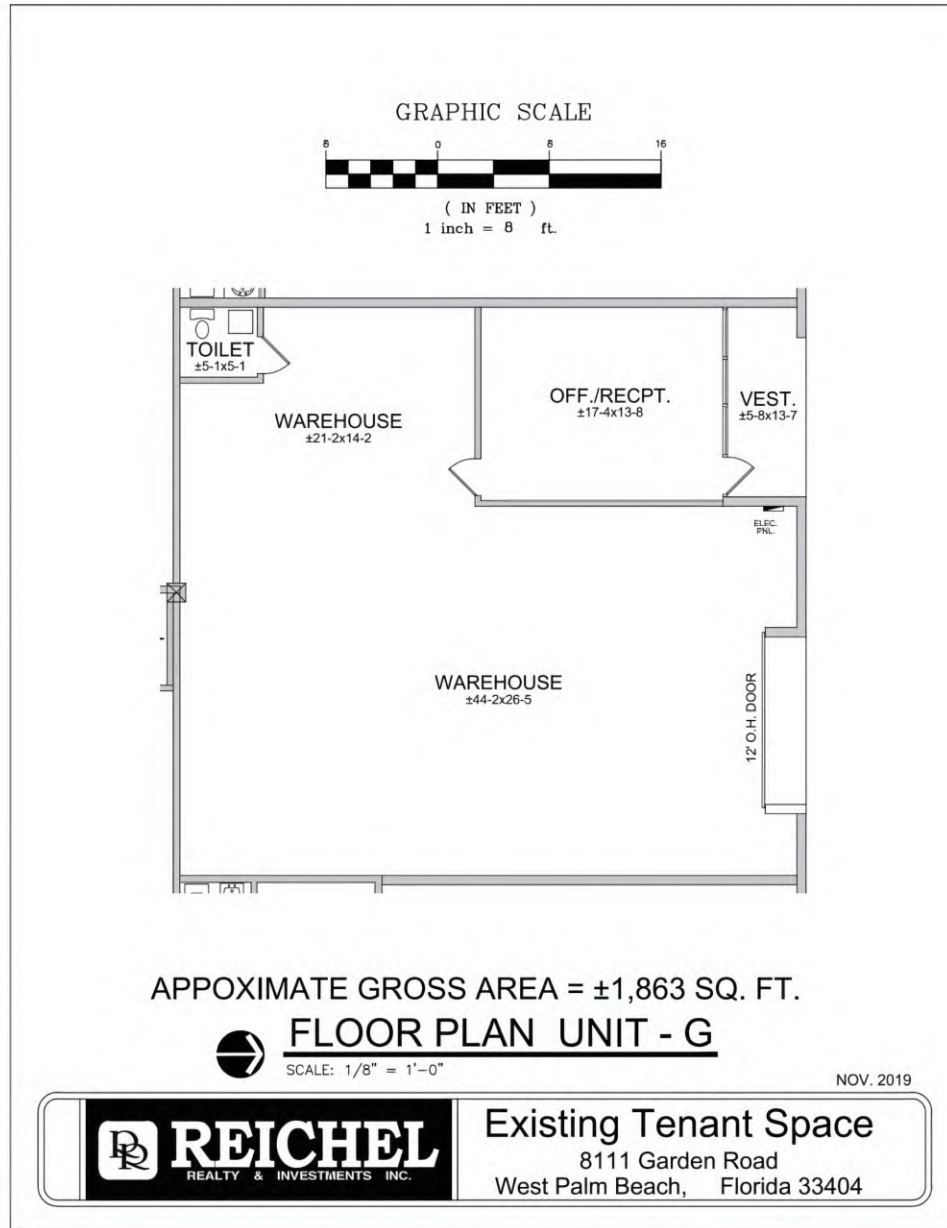 GRAPHIC SCALE
8 0 8 16
( IN FEET )
1 inch = 8 ft.
TOILET
±5-1x5-1
WAREHOUSE
±21-2x14-2
OFF./RECPT.
±17-4x13-8
VEST.
±5-8x13-7
ELEC.
PNL.
WAREHOUSE
±44-2x26-5
12' O.H. DOOR
APPOXIMATE GROSS AREA = ±1,863 SQ. FT.
FLOOR PLAN UNIT - G
SCALE: 1/8" = 1'-0"
NOV. 2019
RR REICHEL
REALTY & INVESTMENTS INC.
Existing Tenant Space
8111 Garden Road
West Palm Beach, Florida 33404